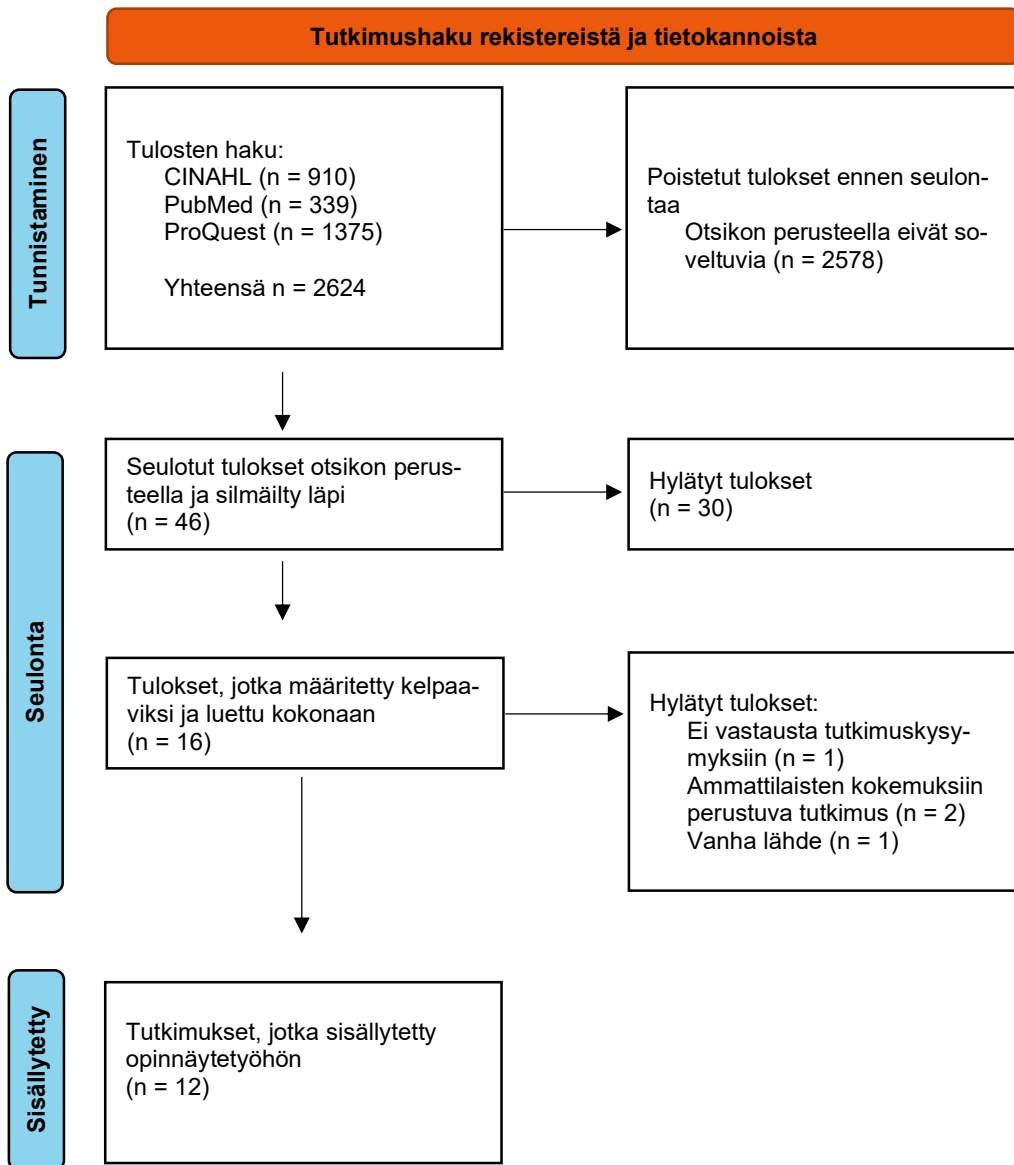 Tutkimushaku rekistereistä ja tietokannoista
Tunnistaminen
Tulosten haku:
CINAHL (n = 910)
PubMed (n = 339)
ProQuest (n = 1375)
Yhteensä n = 2624
Poistetut tulokset ennen seulon-
taa
Otsikon perusteella eivät so-
veltuvia (n = 2578)
Seulonta
Seulotut tulokset otsikon perus-
teella ja silmäilty läpi
(n = 46)
Hylätyt tulokset
(n = 30)
Tulokset, jotka määritetty kelpaa-
viksi ja luettu kokonaan
(n = 16)
Hylätyt tulokset:
Ei vastausta tutkimuskysy-
myksiin (n = 1)
Ammattilaisten kokemuksiin
perustuva tutkimus (n = 2)
Vanha lähde (n = 1)
Sisällytetty
Tutkimukset, jotka sisällytetty
opinnäytetyöhön
(n = 12)